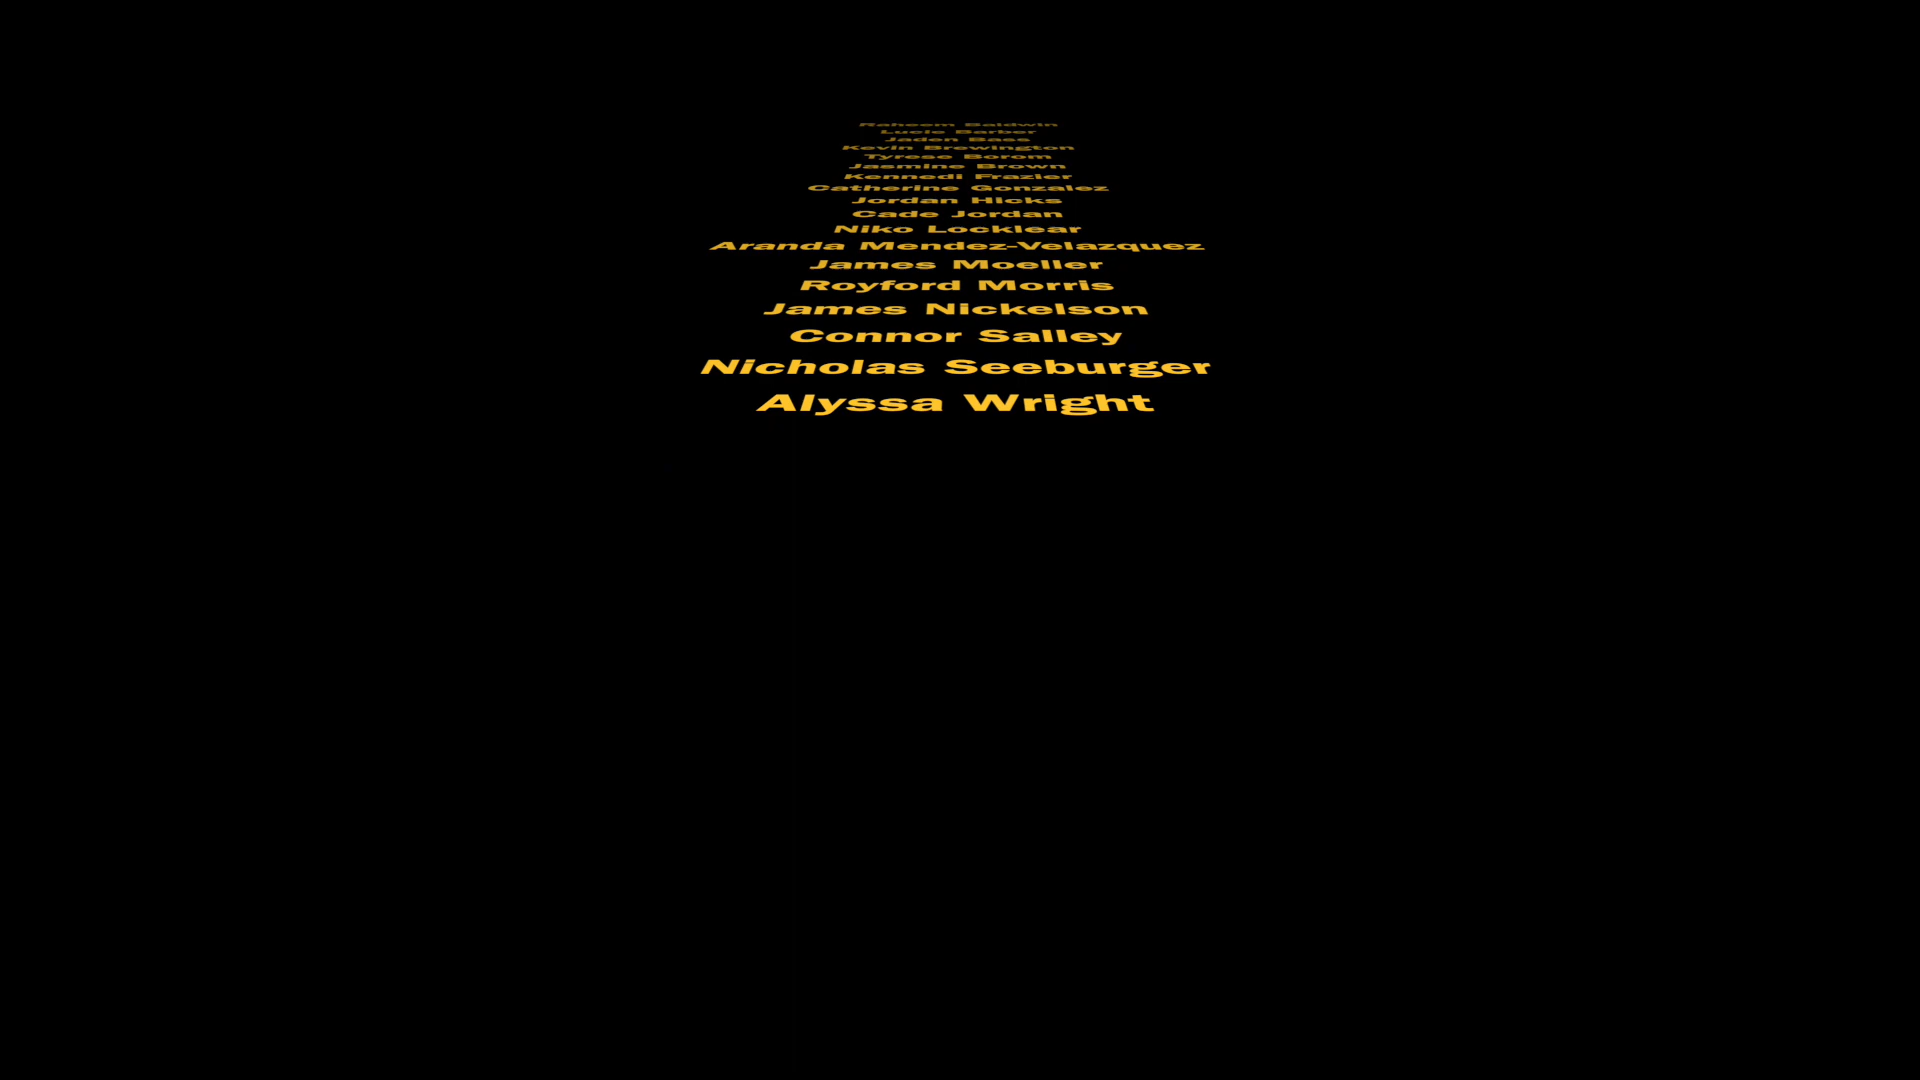 Raheem Baldwin
Lucie Barber
Jaden Bass
Kevin Brewington
Tyrese Borom
Jasmine Brown
Kennedi Frazier
Catherine Gonzalez
Jordan Hicks
Cade Jordan
Niko Locklear
Aranda Mendez-Velazquez
James Moeller
Royford Morris
James Nickelson
Connor Salley
Nicholas Seeburger
Alyssa Wright